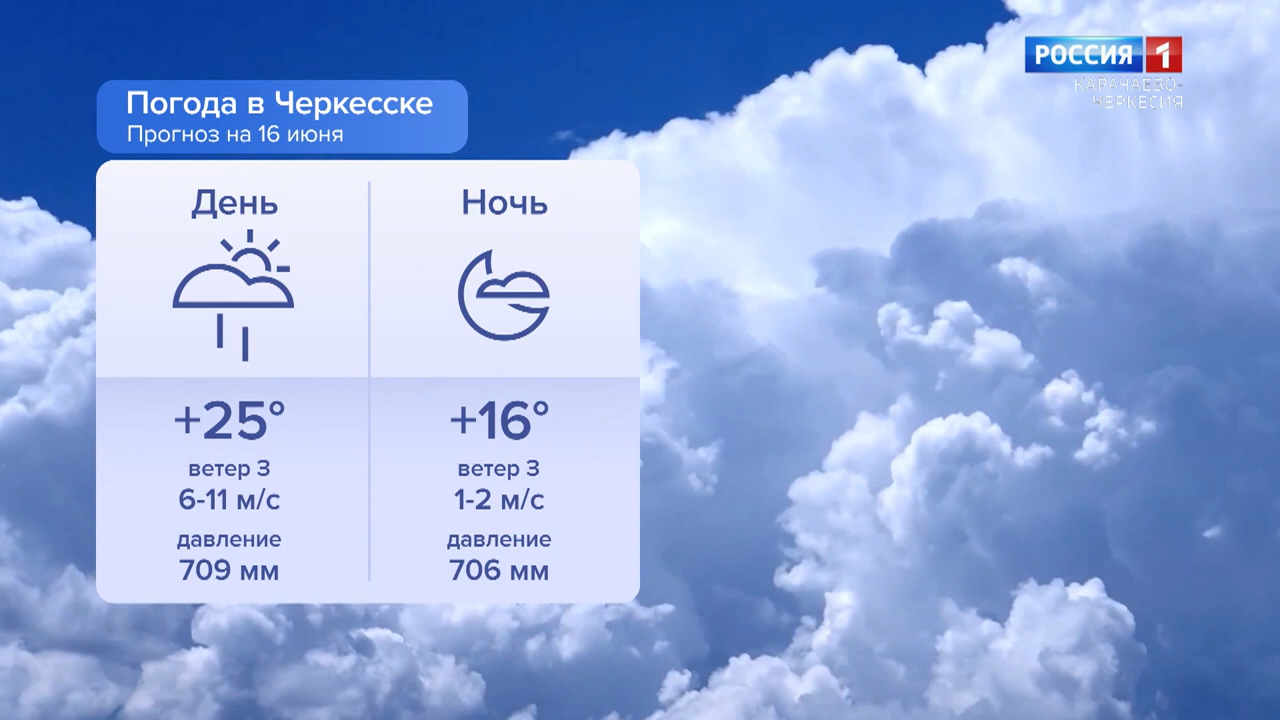 РОССИЯ 1
КАРАЧАЕВО-
ЧЕРКЕСИЯ
Погода в Черкесске
Прогноз на 16 июня
День
Ночь
+25°
+16°
ветер З
ветер З
6-11 м/с
1-2 м/с
давление
давление
709 мм
706 мм